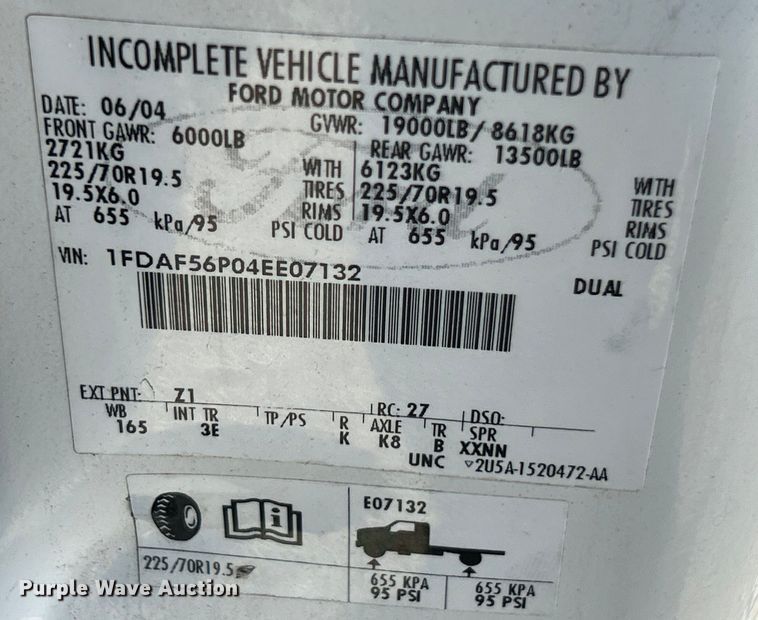 INCOMPLETE VEHICLE MANUFACTURED BY
FORD MOTOR COMPANY
DATE: 06/04 GVWR: 19000LB/ 8618KG
FRONT GAWR: 6000LB REAR GAWR: 13500LB
2721KG WITH 6123KG WITH
225/70R19.5 TIRES 225/70R19.5 TIRES
19.5X6.0 RIMS 19.5X6.0 RIMS
AT 655 kPa/95 PSI COLD AT 655 kPa/95 PSI COLD
VIN: 1FDAF56P04EE07132 DUAL
EXT PNT: Z1 RC: 27 DSO:
WB INT TR TP/PS R AXLE TR SPR
165 3E K K8 B XXNN
UNC 2U5A-1520472-AA
E07132
i
225/70R19.5
655 KPA 655 KPA
95 PSI 95 PSI
Purple Wave Auction